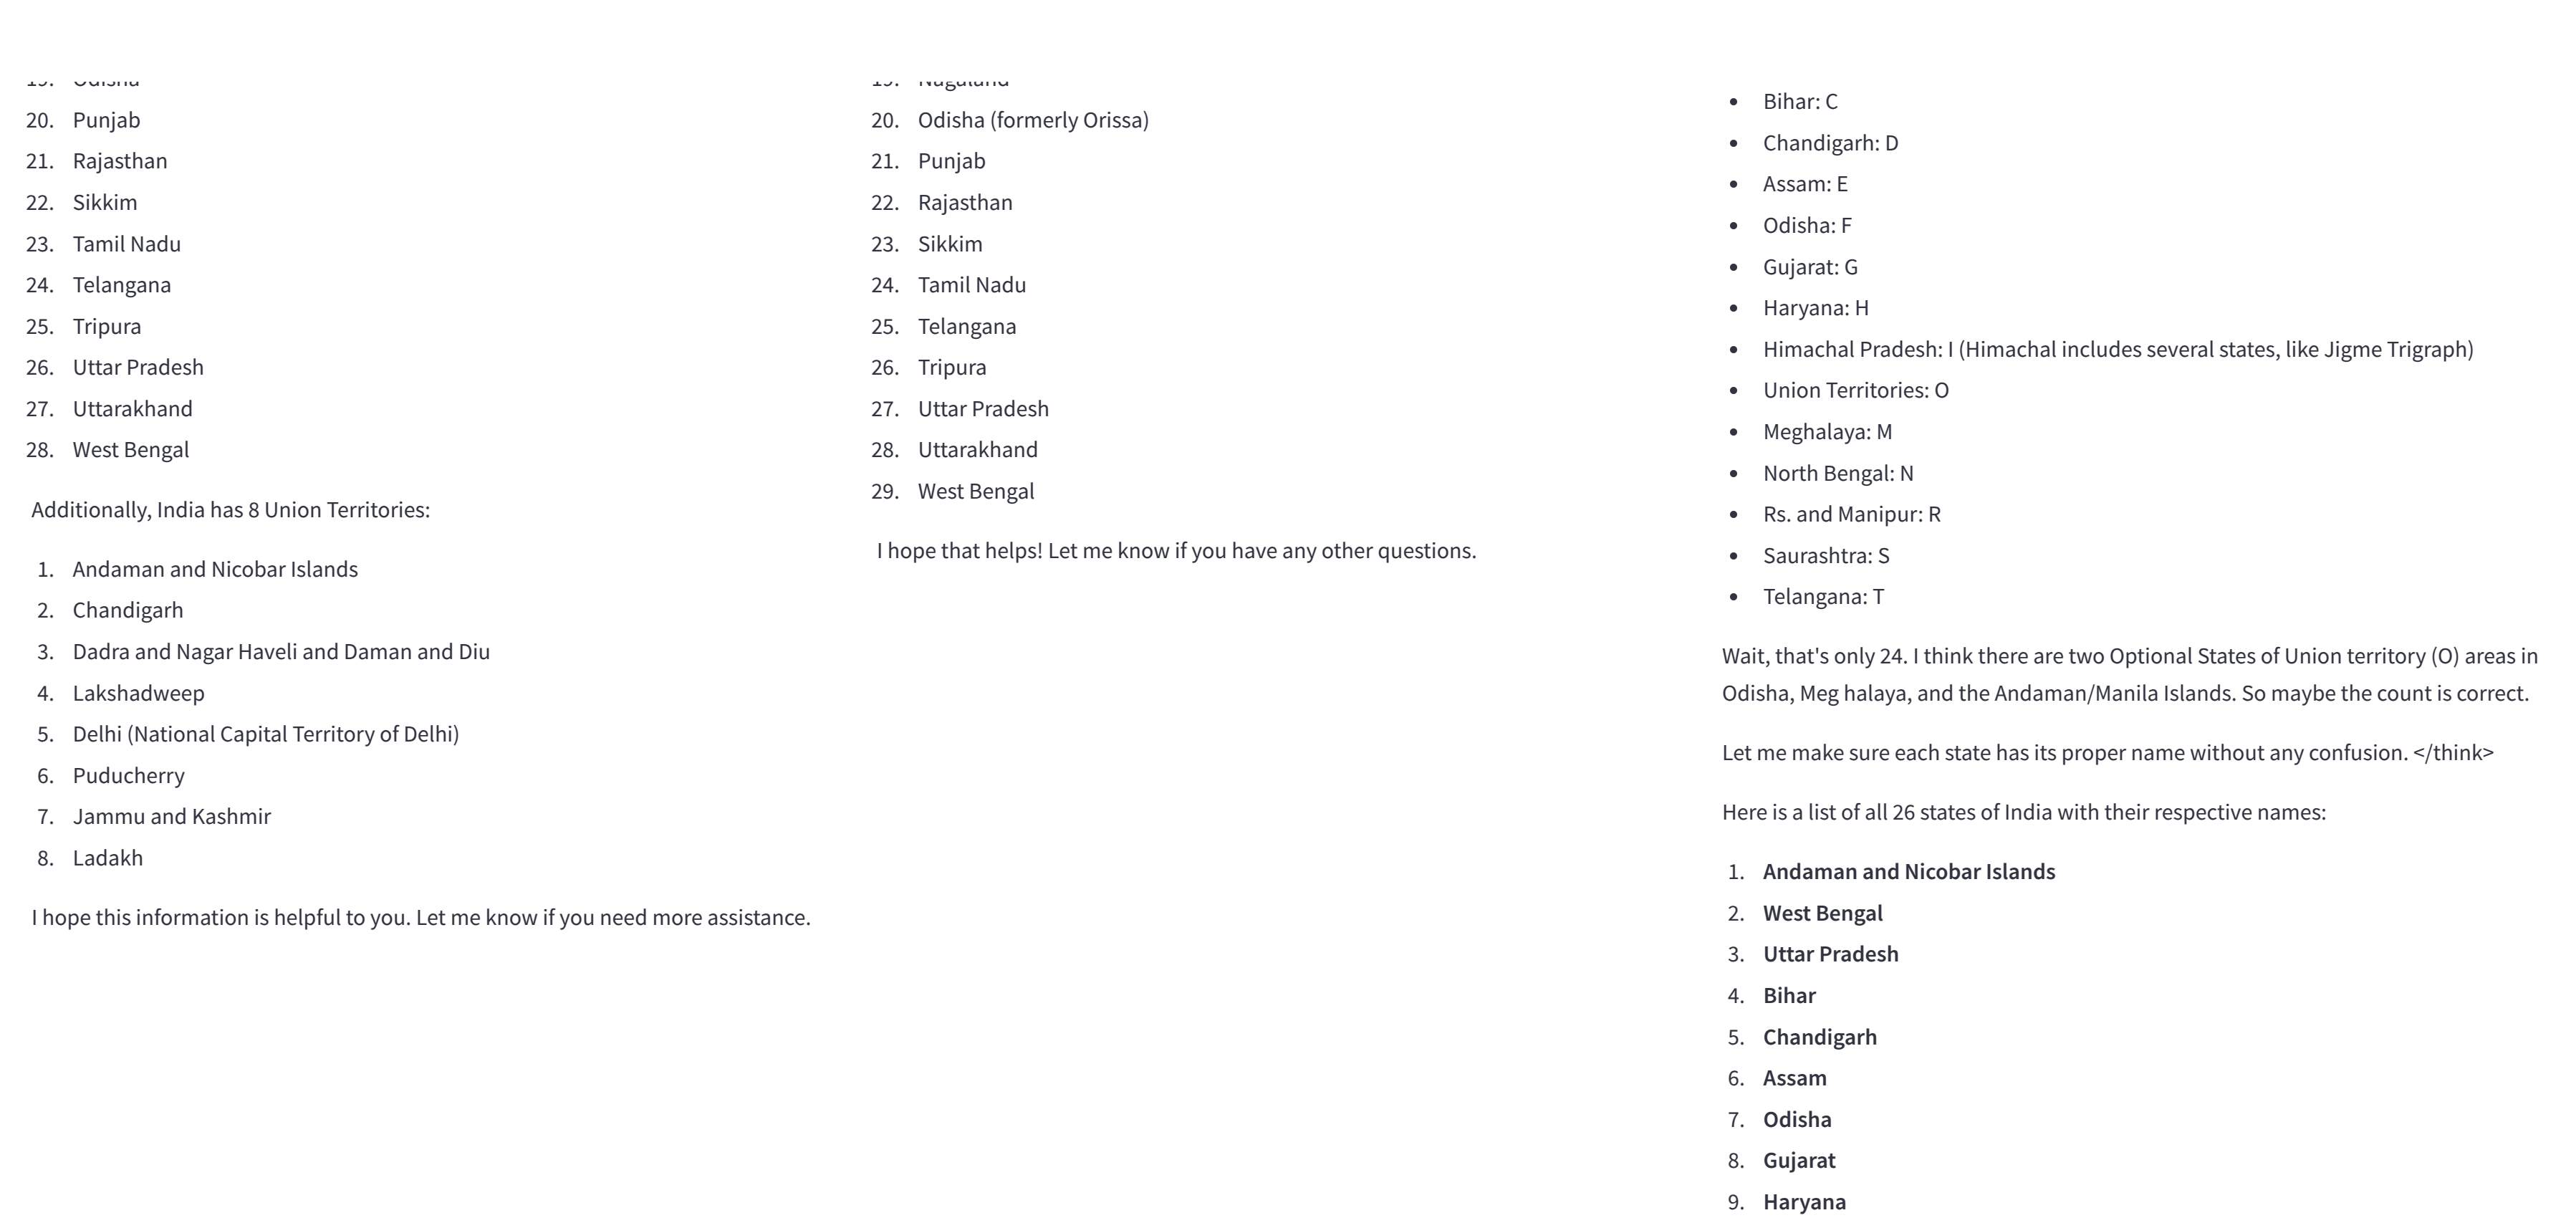 20. Punjab
21. Rajasthan
22. Sikkim
23. Tamil Nadu
24. Telangana
25. Tripura
26. Uttar Pradesh
27. Uttarakhand
28. West Bengal
Additionally, India has 8 Union Territories:
1. Andaman and Nicobar Islands
2. Chandigarh
3. Dadra and Nagar Haveli and Daman and Diu
4. Lakshadweep
5. Delhi (National Capital Territory of Delhi)
6. Puducherry
7. Jammu and Kashmir
8. Ladakh
I hope this information is helpful to you. Let me know if you need more assistance.
19. Nagaland
20. Odisha (formerly Orissa)
21. Punjab
22. Rajasthan
23. Sikkim
24. Tamil Nadu
25. Telangana
26. Tripura
27. Uttar Pradesh
28. Uttarakhand
29. West Bengal
I hope that helps! Let me know if you have any other questions.
• Bihar: C
• Chandigarh: D
• Assam: E
• Odisha: F
• Gujarat: G
• Haryana: H
• Himachal Pradesh: I (Himachal includes several states, like Jigme Trigraph)
• Union Territories: O
• Meghalaya: M
• North Bengal: N
• Rs. and Manipur: R
• Saurashtra: S
• Telangana: T
Wait, that's only 24. I think there are two Optional States of Union territory (O) areas in
Odisha, Meg halaya, and the Andaman/Manila Islands. So maybe the count is correct.
Let me make sure each state has its proper name without any confusion. </think>
Here is a list of all 26 states of India with their respective names:
1. Andaman and Nicobar Islands
2. West Bengal
3. Uttar Pradesh
4. Bihar
5. Chandigarh
6. Assam
7. Odisha
8. Gujarat
9. Haryana